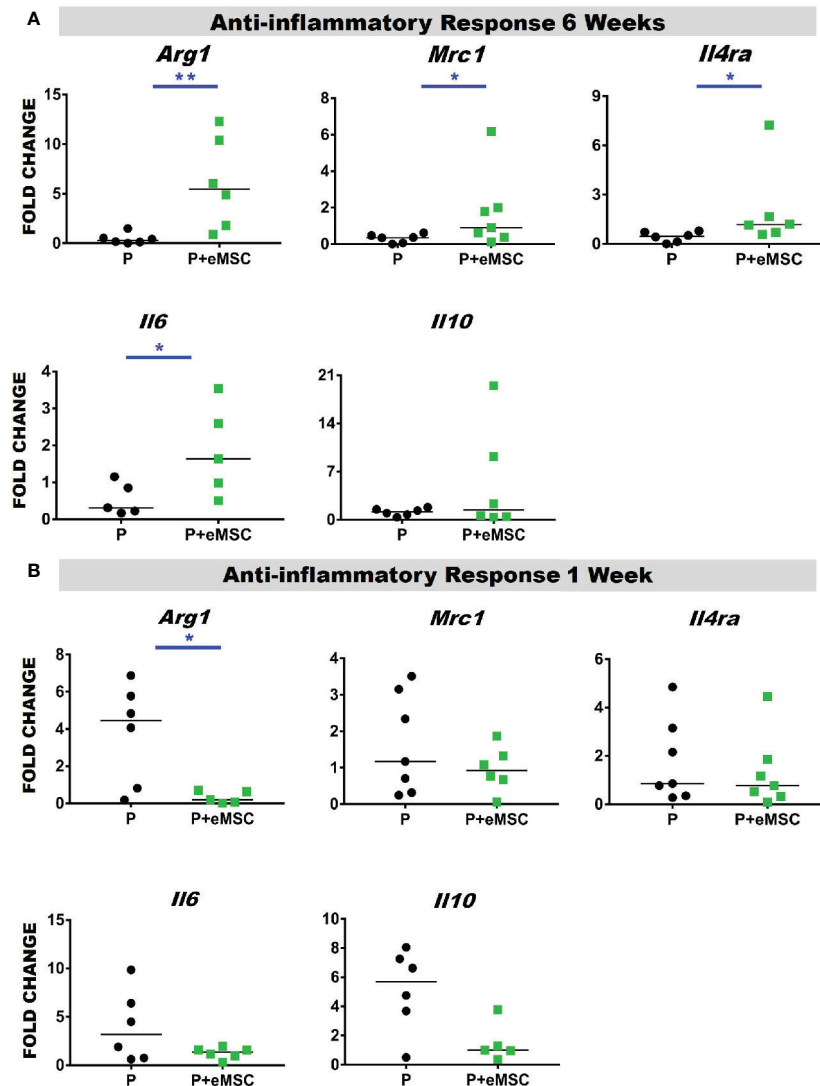 A
Anti-inflammatory Response 6 Weeks
Arg1 Mrc1 Il4ra
** * *
FOLD CHANGE
15
10
5
0
P P+eMSC
8
6
4
2
0
P P+eMSC
9
6
3
0
P P+eMSC
Il6 Il10
*
FOLD CHANGE
4
3
2
1
0
P P+eMSC
21
14
7
0
P P+eMSC
B
Anti-inflammatory Response 1 Week
Arg1 Mrc1 Il4ra
*
FOLD CHANGE
8
6
4
2
0
P P+eMSC
4
3
2
1
0
P P+eMSC
6
4
2
0
P P+eMSC
Il6 Il10
FOLD CHANGE
15
10
5
0
P P+eMSC
10
8
6
4
2
0
P P+eMSC